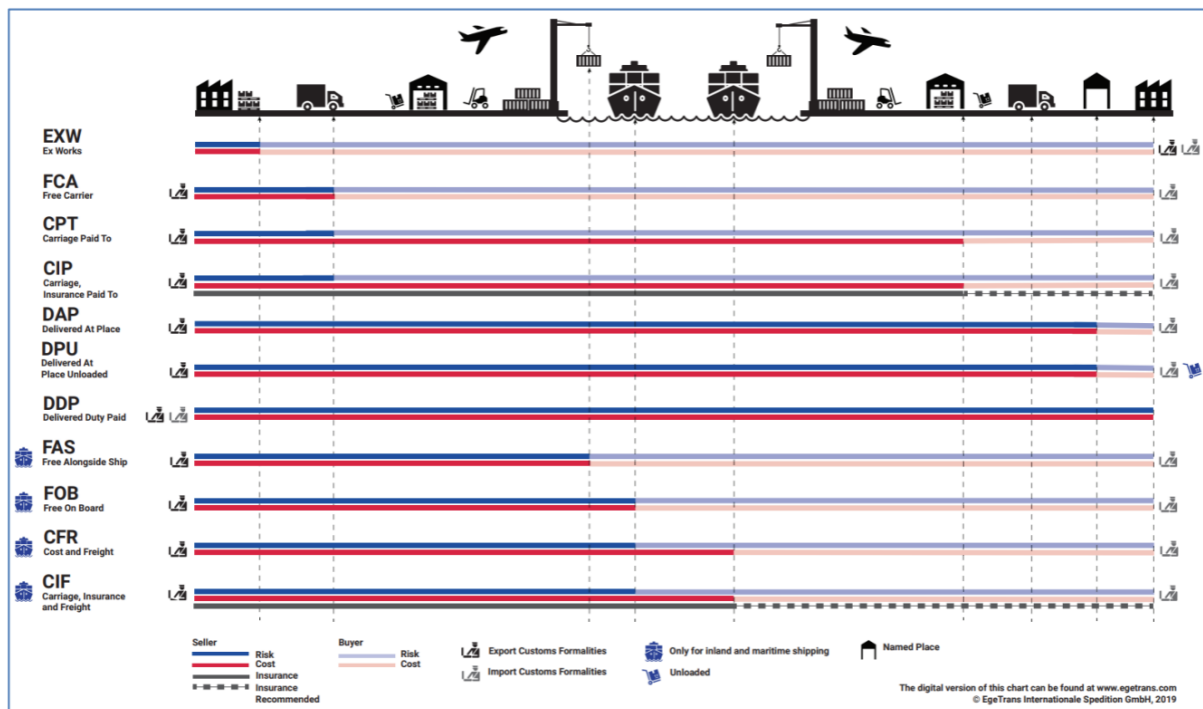 EXW
Ex Works
FCA
Free Carrier
CPT
Carriage Paid To
CIP
Carriage,
Insurance Paid To
DAP
Delivered At Place
DPU
Delivered At
Place Unloaded
DDP
Delivered Duty Paid
FAS
Free Alongside Ship
FOB
Free On Board
CFR
Cost and Freight
CIF
Carriage, Insurance
and Freight
Seller
Risk
Cost
Insurance
Insurance
Recommended
Buyer
Risk
Cost
Export Customs Formalities
Import Customs Formalities
Only for inland and maritime shipping
Unloaded
Named Place
The digital version of this chart can be found at www.egetrans.com
© EgeTrans Internationale Spedition GmbH, 2019